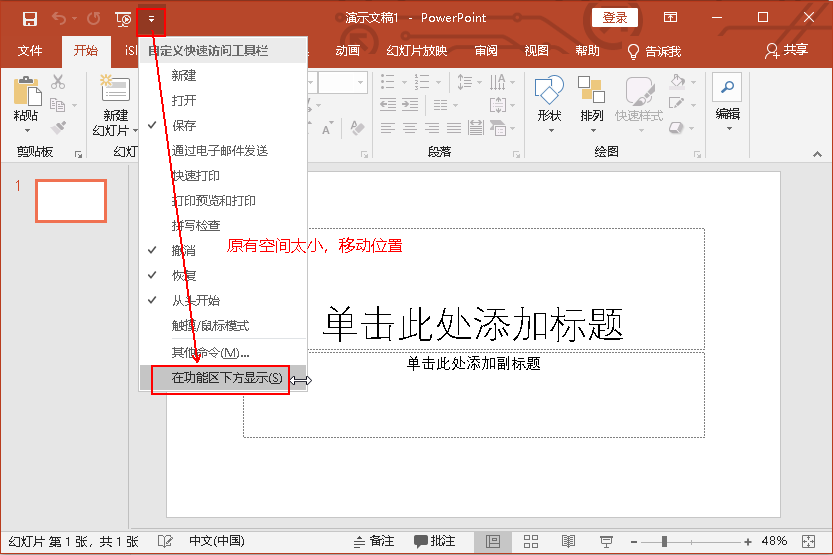 演示文稿1 - PowerPoint
登录
文件
开始
iSl
动画
幻灯片放映
审阅
视图
帮助
告诉我
共享
粘贴
剪贴板
新建
幻灯片
幻灯
段落
形状
排列
快速样式
绘图
编辑
自定义快速访问工具栏
新建
打开
保存
通过电子邮件发送
快速打印
打印预览和打印
拼写检查
撤消
恢复
从头开始
触摸/鼠标模式
其他命令(M)...
在功能区下方显示(S)
原有空间太小，移动位置
1
单击此处添加标题
单击此处添加副标题
幻灯片 第 1 张，共 1 张
中文(中国)
备注
批注
48%